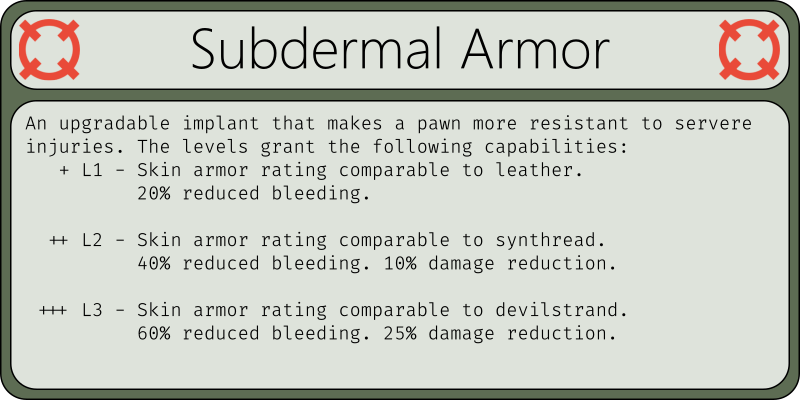 Subdermal Armor
An upgradable implant that makes a pawn more resistant to servere
injuries. The levels grant the following capabilities:
+ L1 - Skin armor rating comparable to leather.
20% reduced bleeding.
++ L2 - Skin armor rating comparable to synthread.
40% reduced bleeding. 10% damage reduction.
+++ L3 - Skin armor rating comparable to devilstrand.
60% reduced bleeding. 25% damage reduction.